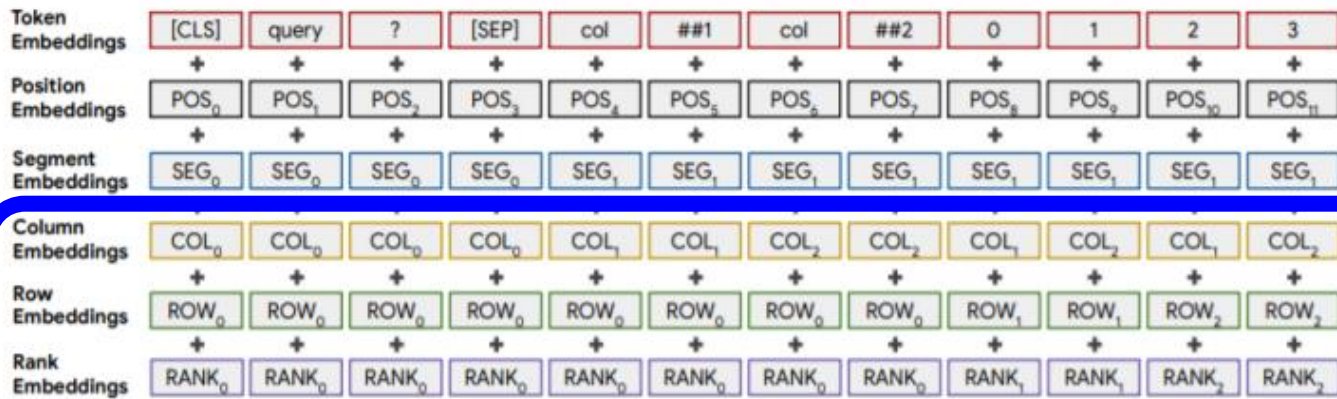 Token Embeddings [CLS] query ? [SEP] col ##1 col ##2 0 1 2 3
+ + + + + + + + + + + +
Position Embeddings POS₀ POS₁ POS₂ POS₃ POS₄ POS₅ POS₆ POS₇ POS₈ POS₉ POS₁₀ POS₁₁
+ + + + + + + + + + + +
Segment Embeddings SEG₀ SEG₀ SEG₀ SEG₀ SEG₁ SEG₁ SEG₁ SEG₁ SEG₁ SEG₁ SEG₁ SEG₁
Column Embeddings COL₀ COL₀ COL₀ COL₀ COL₁ COL₁ COL₂ COL₂ COL₁ COL₂ COL₁ COL₂
+ + + + + + + + + + + +
Row Embeddings ROW₀ ROW₀ ROW₀ ROW₀ ROW₀ ROW₀ ROW₀ ROW₀ ROW₁ ROW₁ ROW₂ ROW₂
+ + + + + + + + + + + +
Rank Embeddings RANK₀ RANK₀ RANK₀ RANK₀ RANK₀ RANK₀ RANK₀ RANK₀ RANK₁ RANK₁ RANK₂ RANK₂